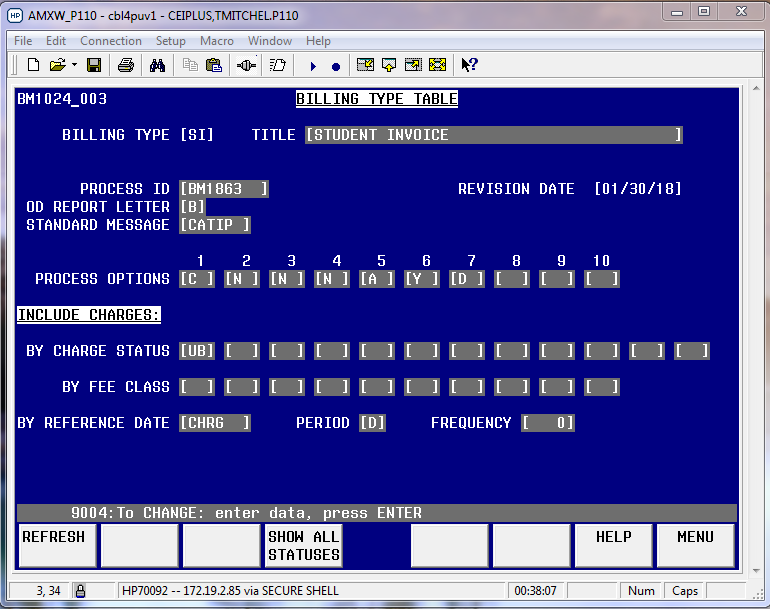 AMXW_P110 - cbl4puv1 - CEIPLUS,TMITCHEL.P110
File Edit Connection Setup Macro Window Help
BM1024_003 BILLING TYPE TABLE
BILLING TYPE [SI] TITLE [STUDENT INVOICE ]
PROCESS ID [BM1863 ] REVISION DATE [01/30/18]
OD REPORT LETTER [B]
STANDARD MESSAGE [CATIP ]
1 2 3 4 5 6 7 8 9 10
PROCESS OPTIONS [C ] [N ] [N ] [N ] [A ] [Y ] [D ] [ ] [ ] [ ]
INCLUDE CHARGES:
BY CHARGE STATUS [UB] [ ] [ ] [ ] [ ] [ ] [ ] [ ] [ ] [ ] [ ] [ ]
BY FEE CLASS [ ] [ ] [ ] [ ] [ ] [ ] [ ] [ ] [ ] [ ]
BY REFERENCE DATE [CHRG ] PERIOD [D] FREQUENCY [ 0]
9004:To CHANGE: enter data, press ENTER
REFRESH SHOW ALL HELP MENU
STATUSES
3, 34 HP70092 -- 172.19.2.85 via SECURE SHELL 00:38:07 Num Caps